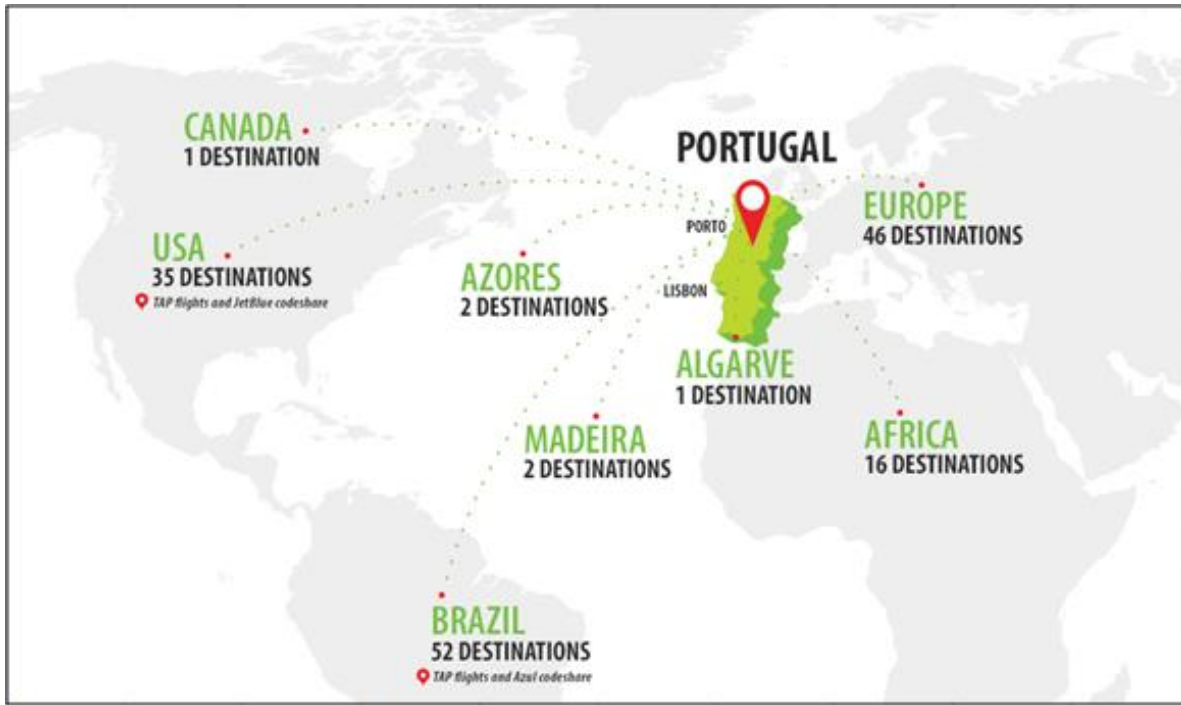 CANADA
1 DESTINATION
PORTUGAL
EUROPE
46 DESTINATIONS
PORTO
USA
35 DESTINATIONS
TAP flights and JetBlue codeshare
AZORES
2 DESTINATIONS
LISBON
ALGARVE
1 DESTINATION
MADEIRA
2 DESTINATIONS
AFRICA
16 DESTINATIONS
BRAZIL
52 DESTINATIONS
TAP flights and Azul codeshare